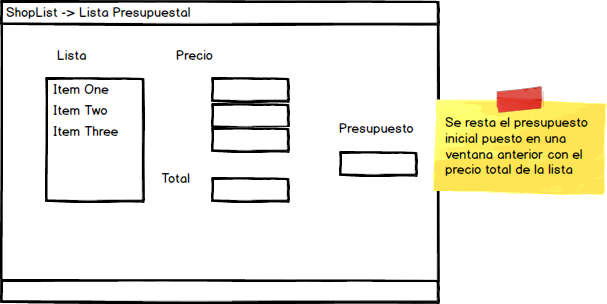 ShopList -> Lista Presupuestal
Lista
Precio
Item One
Item Two
Item Three
Total
Presupuesto
Se resta el presupuesto
inicial puesto en una
ventana anterior con el
precio total de la lista